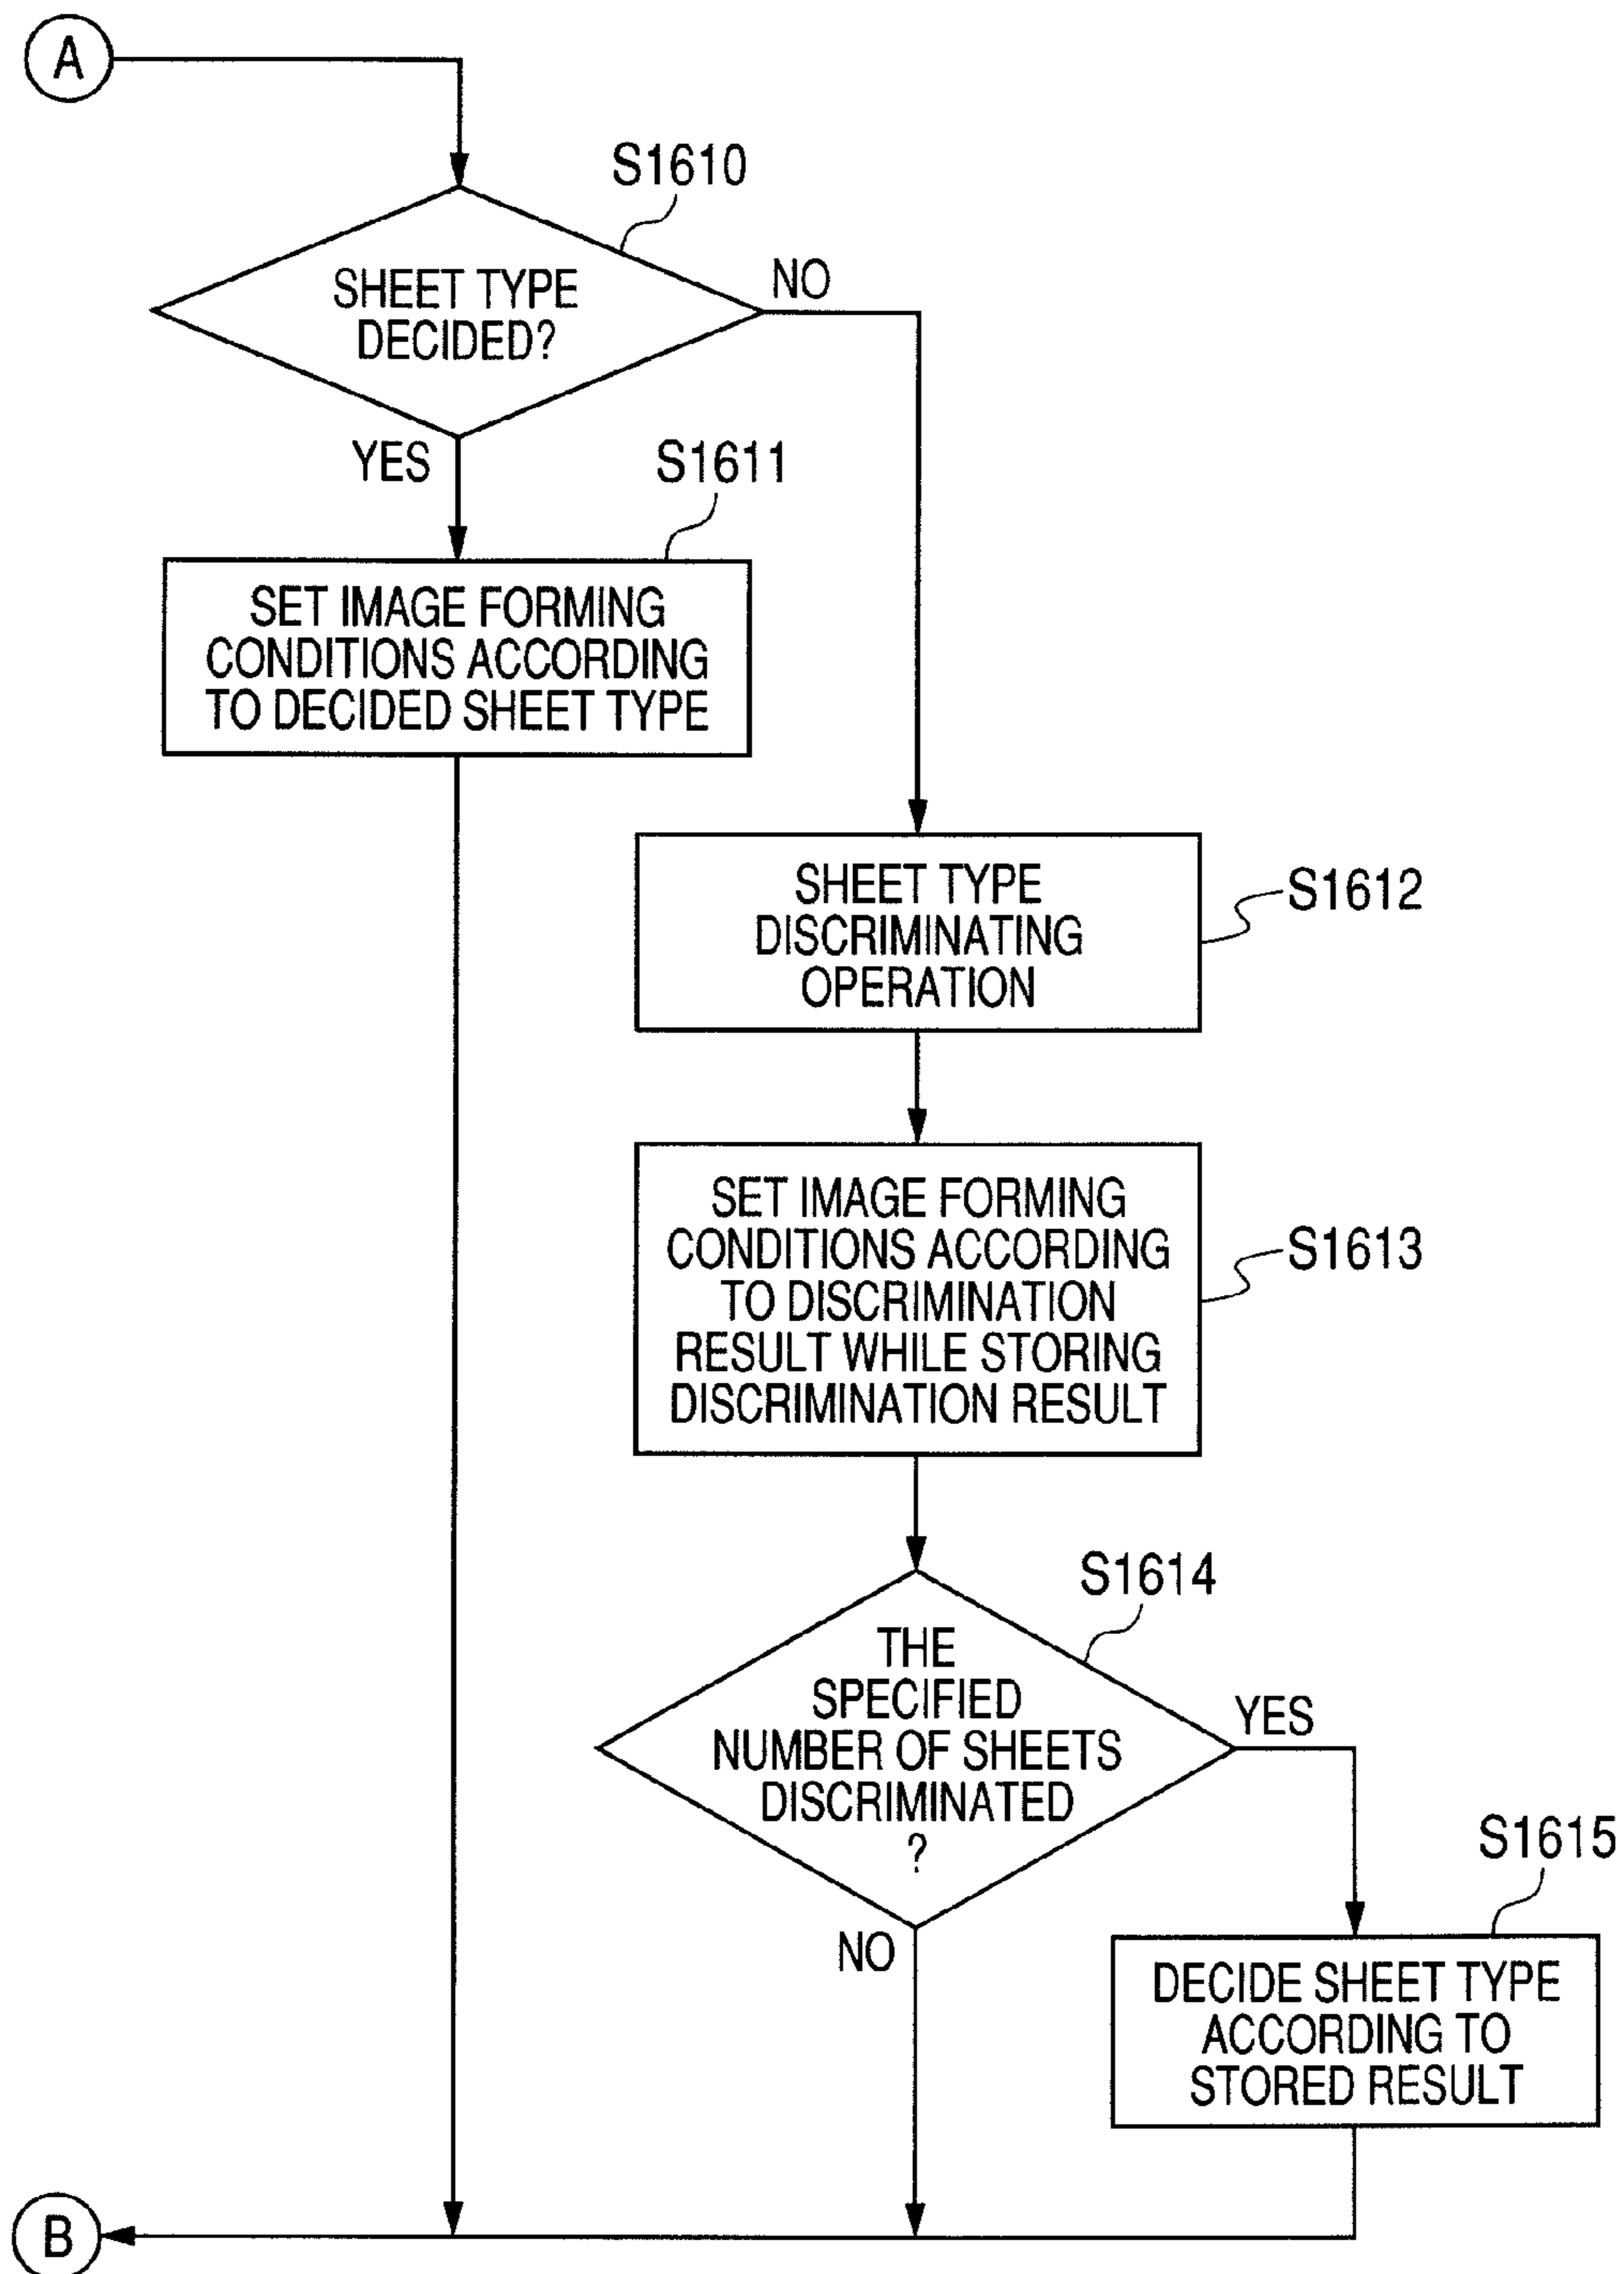 A
S1610
SHEET TYPE
DECIDED?
NO
YES
S1611
SET IMAGE FORMING
CONDITIONS ACCORDING
TO DECIDED SHEET TYPE
SHEET TYPE
DISCRIMINATING
OPERATION
S1612
SET IMAGE FORMING
CONDITIONS ACCORDING
TO DISCRIMINATION
RESULT WHILE STORING
DISCRIMINATION RESULT
S1613
S1614
THE
SPECIFIED
NUMBER OF SHEETS
DISCRIMINATED
?
YES
NO
S1615
DECIDE SHEET TYPE
ACCORDING TO
STORED RESULT
B